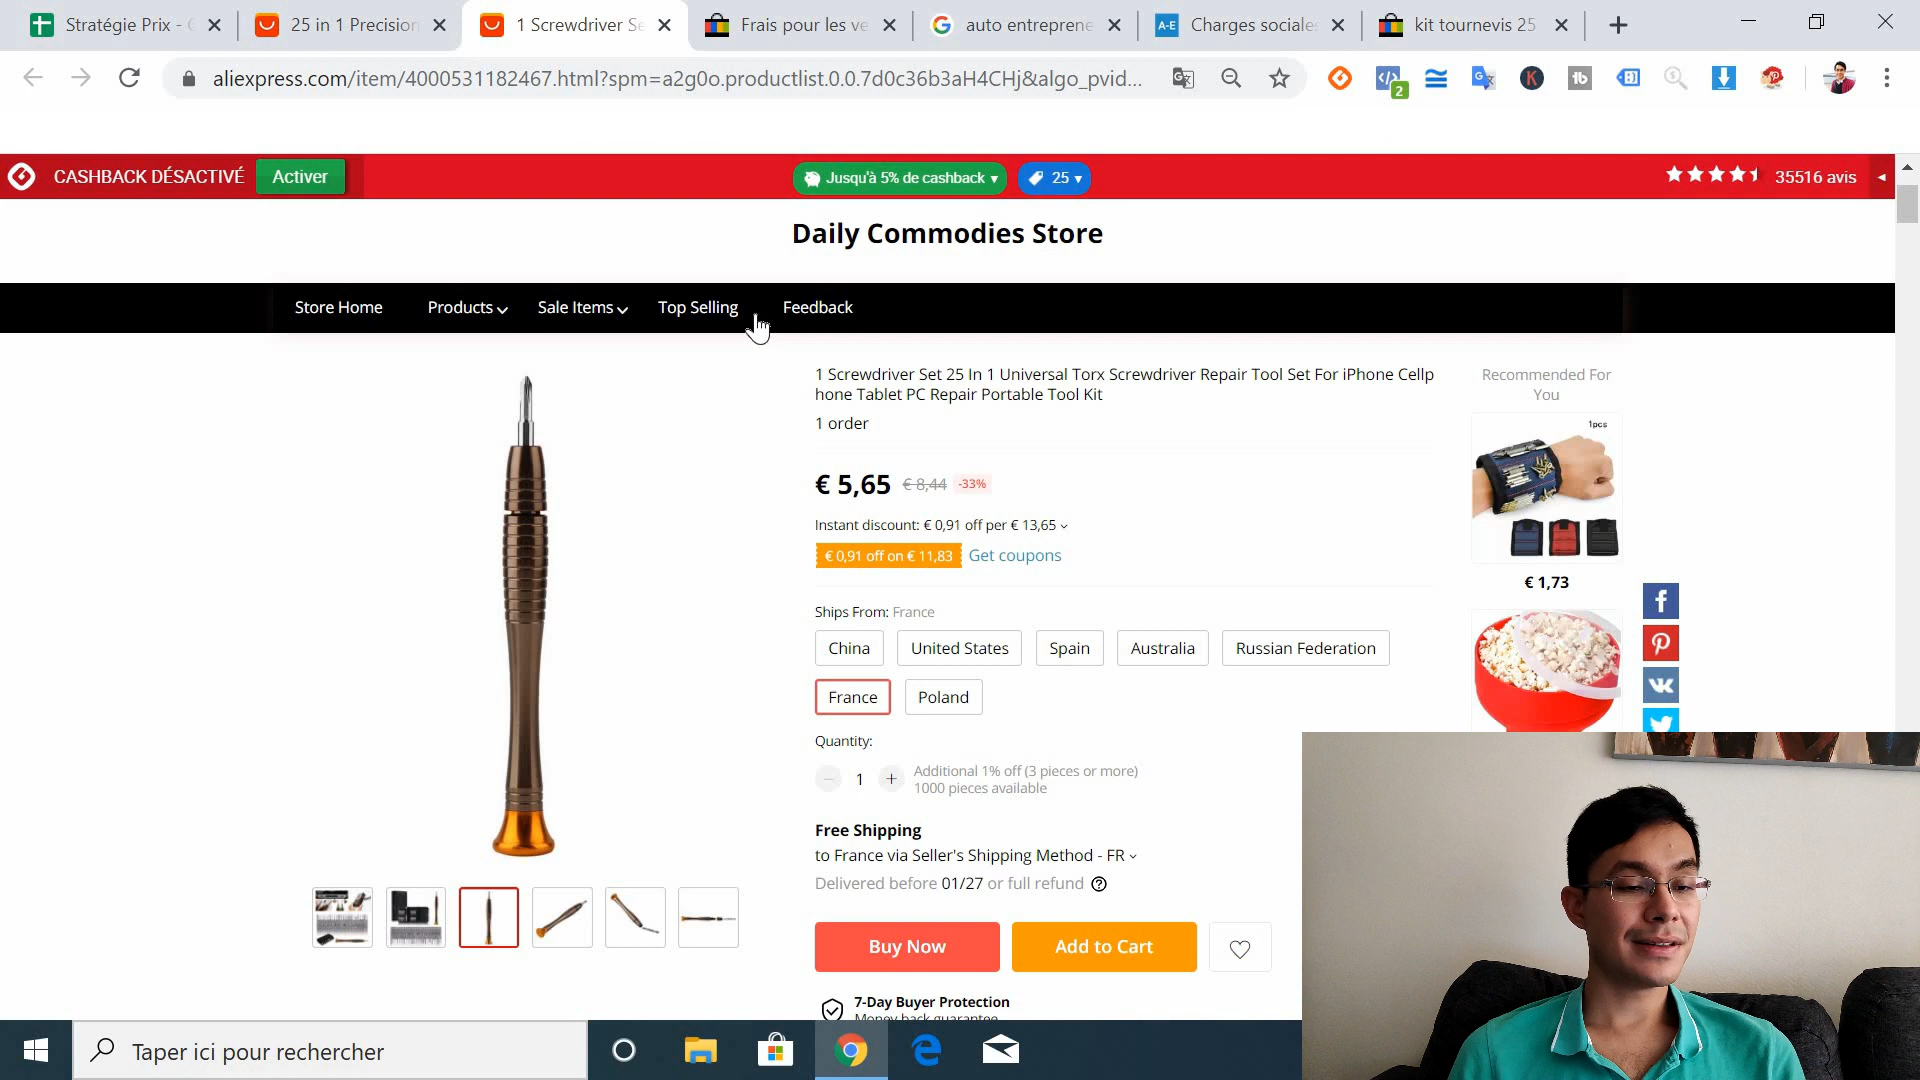 Stratégie Prix -
25 in 1 Precision
1 Screwdriver Se
Frais pour les ve
auto entreprene
A-E
Charges sociale
kit tournevis 25
aliexpress.com/item/4000531182467.html?spm=a2g0o.productlist.0.0.7d0c36b3aH4CHj&algo_pvid...
2
K
CASHBACK DÉSACTIVÉ
Activer
Jusqu'à 5% de cashback
25
35516 avis
Daily Commodies Store
Store Home
Products
Sale Items
Top Selling
Feedback
1 Screwdriver Set 25 In 1 Universal Torx Screwdriver Repair Tool Set For iPhone Cellp
hone Tablet PC Repair Portable Tool Kit
1 order
€ 5,65
€ 8,44
-33%
Instant discount: € 0,91 off per € 13,65
€ 0,91 off on € 11,83
Get coupons
Ships From: France
China
United States
Spain
Australia
Russian Federation
France
Poland
Quantity:
1
Additional 1% off (3 pieces or more)
1000 pieces available
Free Shipping
to France via Seller's Shipping Method - FR
Delivered before 01/27 or full refund
Buy Now
Add to Cart
7-Day Buyer Protection
Money back guarantee
Recommended For
You
1pcs
€ 1,73
Taper ici pour rechercher